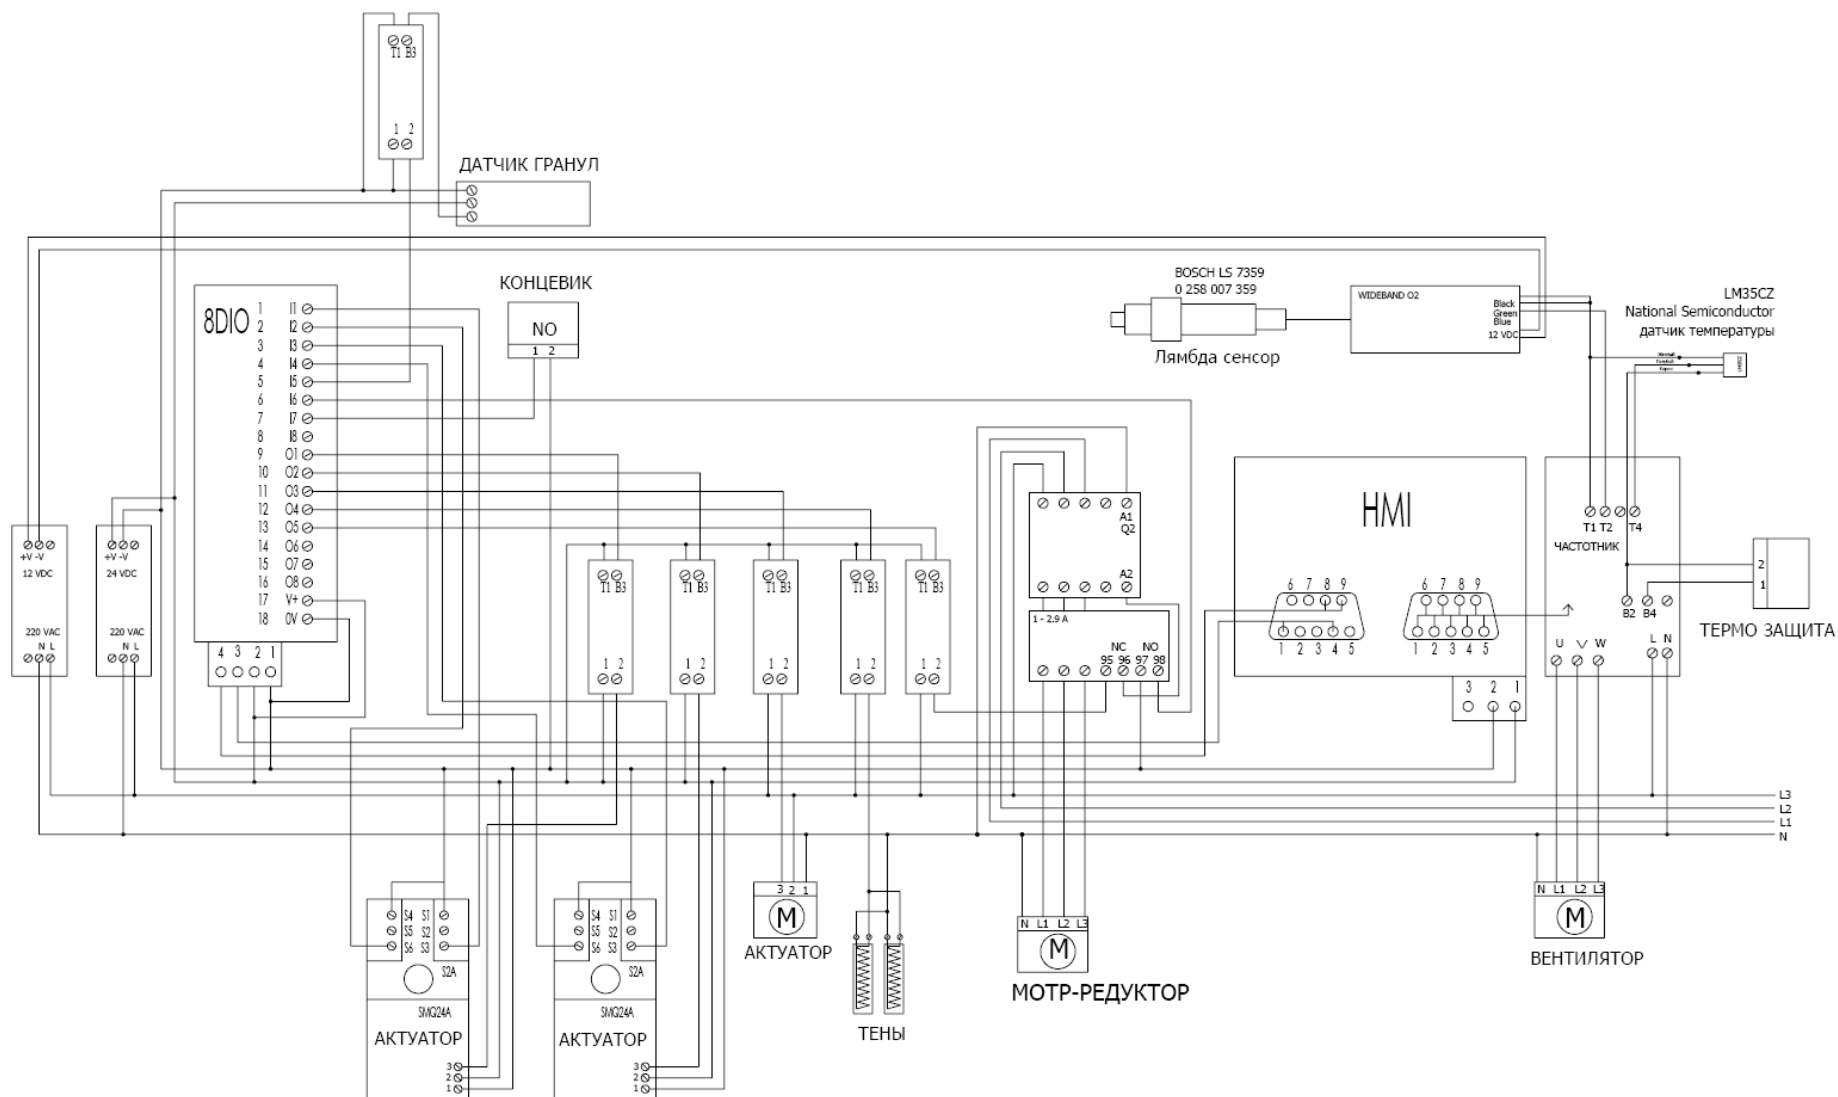 T1 B3
1 2
ДАТЧИК ГРАНУЛ
8DIO
1 I1
2 I2
3 I3
4 I4
5 I5
6 I6
7 I7
8 I8
9 O1
10 O2
11 O3
12 O4
13 O5
14 O6
15 O7
16 O8
17 V+
18 0V
4 3 2 1
КОНЦЕВИК
NO
1 2
BOSCH LS 7359
0 258 007 359
Лямбда сенсор
WIDEBAND O2
Black
Green
Blue
12 VDC
LM35CZ
National Semiconductor
датчик температуры
+V -V
12 VDC
220 VAC
N L
+V -V
24 VDC
220 VAC
N L
T1 B3
1 2
T1 B3
1 2
T1 B3
1 2
T1 B3
1 2
T1 B3
1 2
A1
Q2
A2
1 - 2.9 A
NC NO
95 96 97 98
HMI
6 7 8 9
1 2 3 4 5
6 7 8 9
1 2 3 4 5
3 2 1
T1 T2 T4
ЧАСТОТНИК
B2 B4
L N
U V W
2
1
ТЕРМО ЗАЩИТА
L3
L2
L1
N
S4 S1
S5 S2
S6 S3
S2A
SMQ24A
АКТУАТОР
3
2
1
S4 S1
S5 S2
S6 S3
S2A
SMQ24A
АКТУАТОР
3
2
1
3 2 1
M
АКТУАТОР
ТЕНЫ
N L1 L2 L3
M
МОТР-РЕДУКТОР
N L1 L2 L3
M
ВЕНТИЛЯТОР